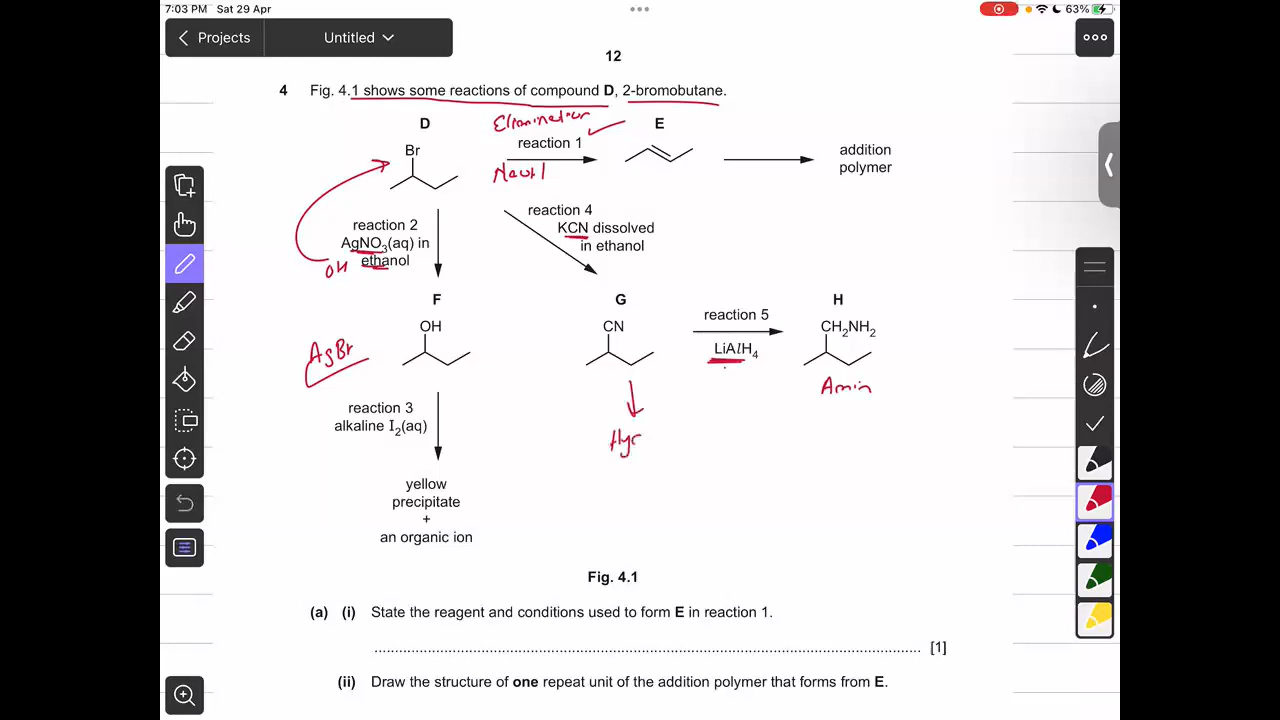 7:03 PM Sat 29 Apr
63%
Projects
Untitled
12
4 Fig. 4.1 shows some reactions of compound D, 2-bromobutane.
Elimination
D
E
reaction 1
Br
addition
polymer
reaction 4
KCN dissolved
in ethanol
reaction 2
AgNO3(aq) in
ethanol
OH
F
G
H
reaction 5
OH
CN
CH2NH2
LiAlH4
AgBr
Amin
reaction 3
alkaline I2(aq)
Hyr
yellow
precipitate
+
an organic ion
Fig. 4.1
(a) (i) State the reagent and conditions used to form E in reaction 1.
[1]
(ii) Draw the structure of one repeat unit of the addition polymer that forms from E.